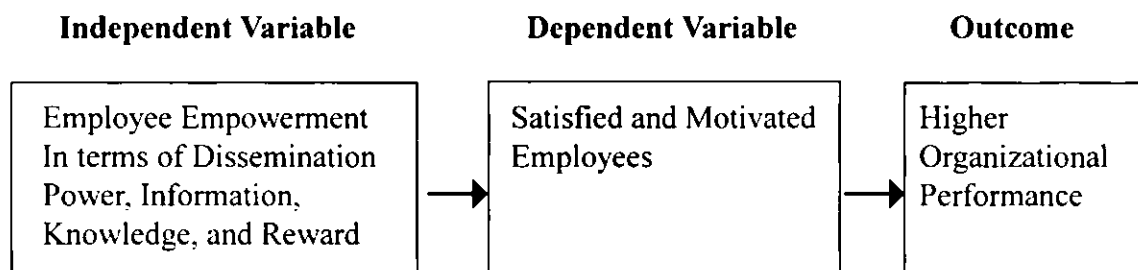 Independent Variable
Dependent Variable
Outcome
Employee Empowerment
In terms of Dissemination
Power, Information,
Knowledge, and Reward
Satisfied and Motivated
Employees
Higher
Organizational
Performance